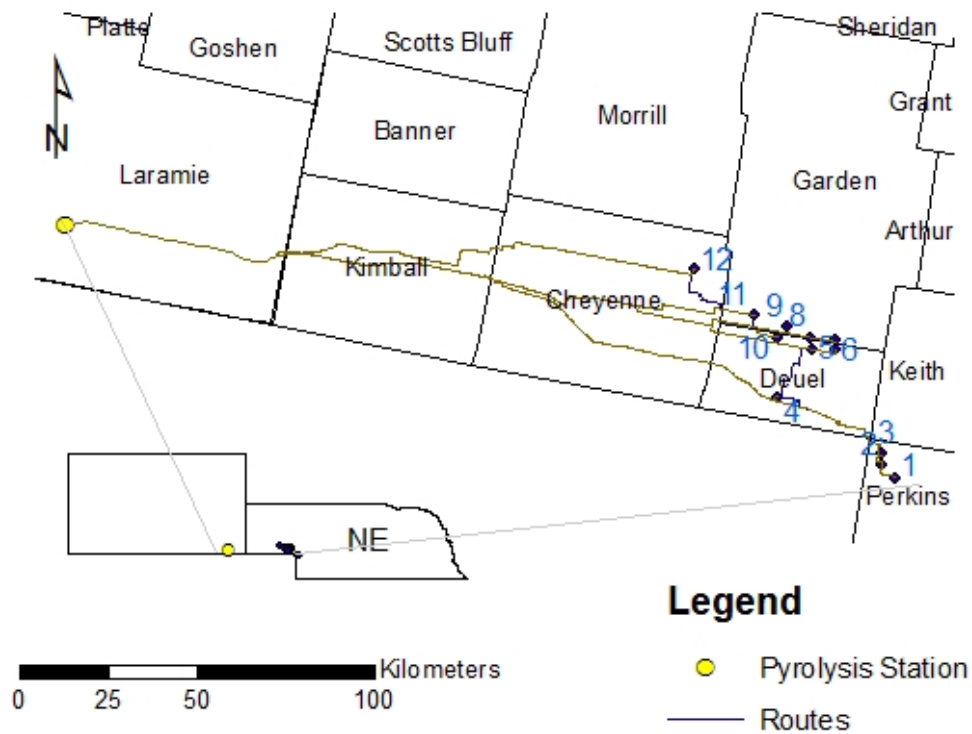 Platte
Goshen
Scotts Bluff
Sheridan
Grant
N
Banner
Morrill
Laramie
Garden
Arthur
Kimball
12
Cheyenne
11
9
8
10
5
6
Deuel
Keith
4
3
2
1
Perkins
NE
Legend
Kilometers
0 25 50 100
Pyrolysis Station
Routes